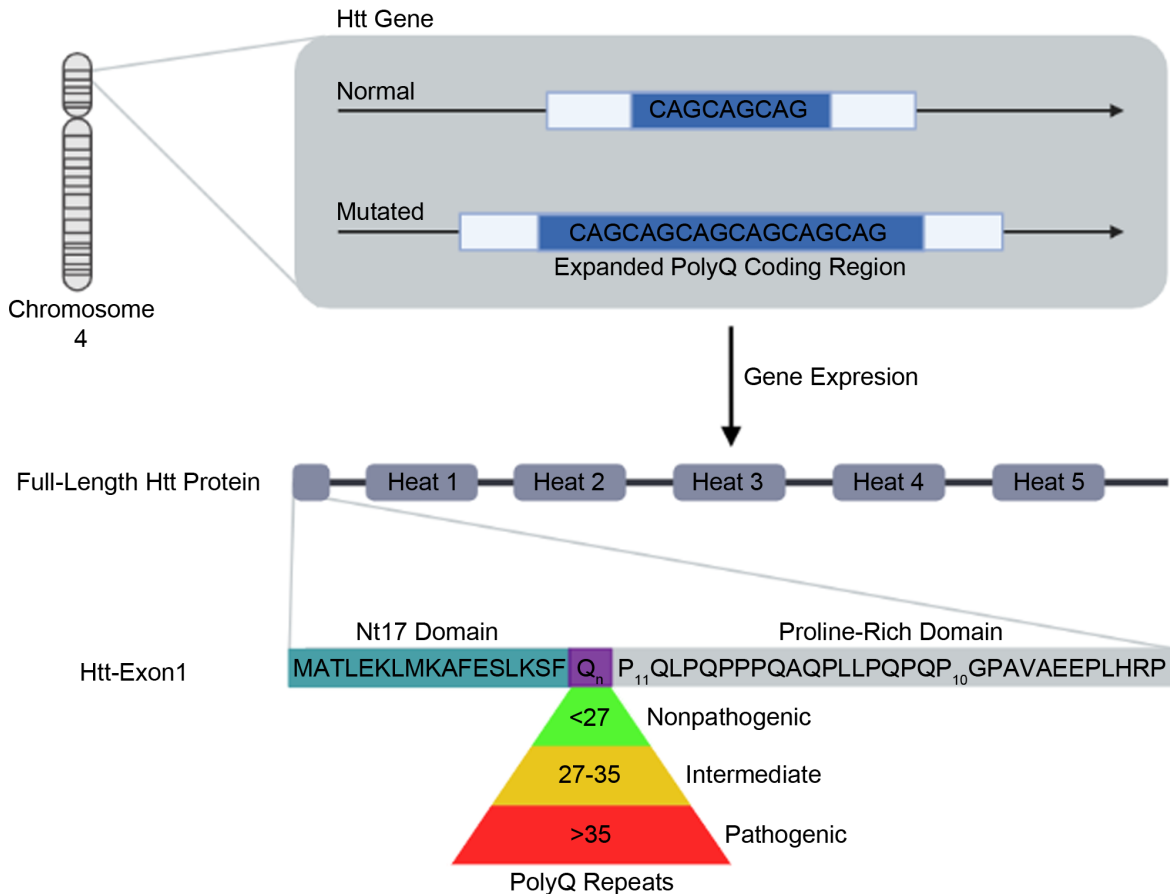 Htt Gene
Normal
CAGCAGCAG
Mutated
CAGCAGCAGCAGCAGCAG
Expanded PolyQ Coding Region
Chromosome
4
Gene Expresion
Full-Length Htt Protein
Heat 1 Heat 2 Heat 3 Heat 4 Heat 5
Nt17 Domain Proline-Rich Domain
Htt-Exon1
MATLEKLMKAFESLKSF Qn P11QLPQPPPQAQPLLPQPQP10GPAVAEEPLHRP
<27 Nonpathogenic
27-35 Intermediate
>35 Pathogenic
PolyQ Repeats